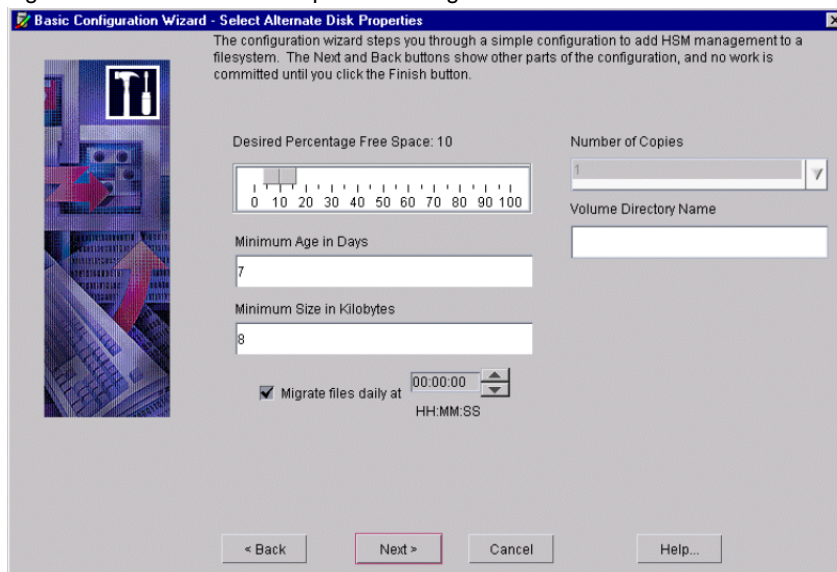 Basic Configuration Wizard - Select Alternate Disk Properties
The configuration wizard steps you through a simple configuration to add HSM management to a
filesystem. The Next and Back buttons show other parts of the configuration, and no work is
committed until you click the Finish button.
Desired Percentage Free Space: 10
0 10 20 30 40 50 60 70 80 90 100
Number of Copies
1
Volume Directory Name
Minimum Age in Days
7
Minimum Size in Kilobytes
8
Migrate files daily at 00:00:00
HH:MM:SS
< Back Next > Cancel Help...